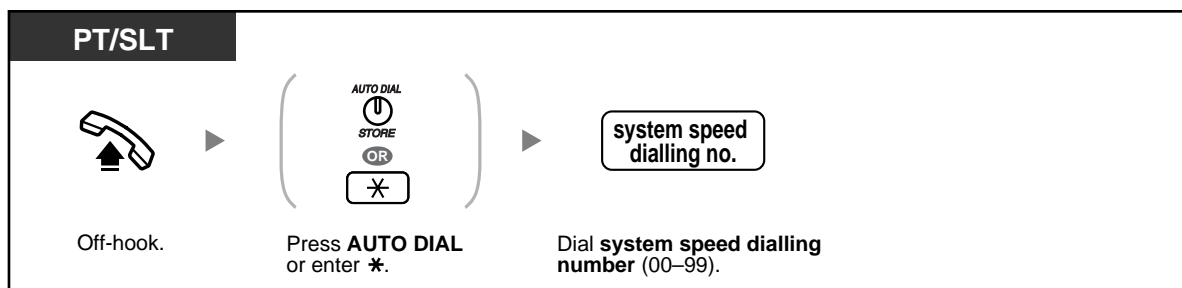 PT/SLT
AUTO DIAL
STORE
OR
system speed
dialling no.
Off-hook.
Press AUTO DIAL
or enter ✱.
Dial system speed dialling
number (00–99).